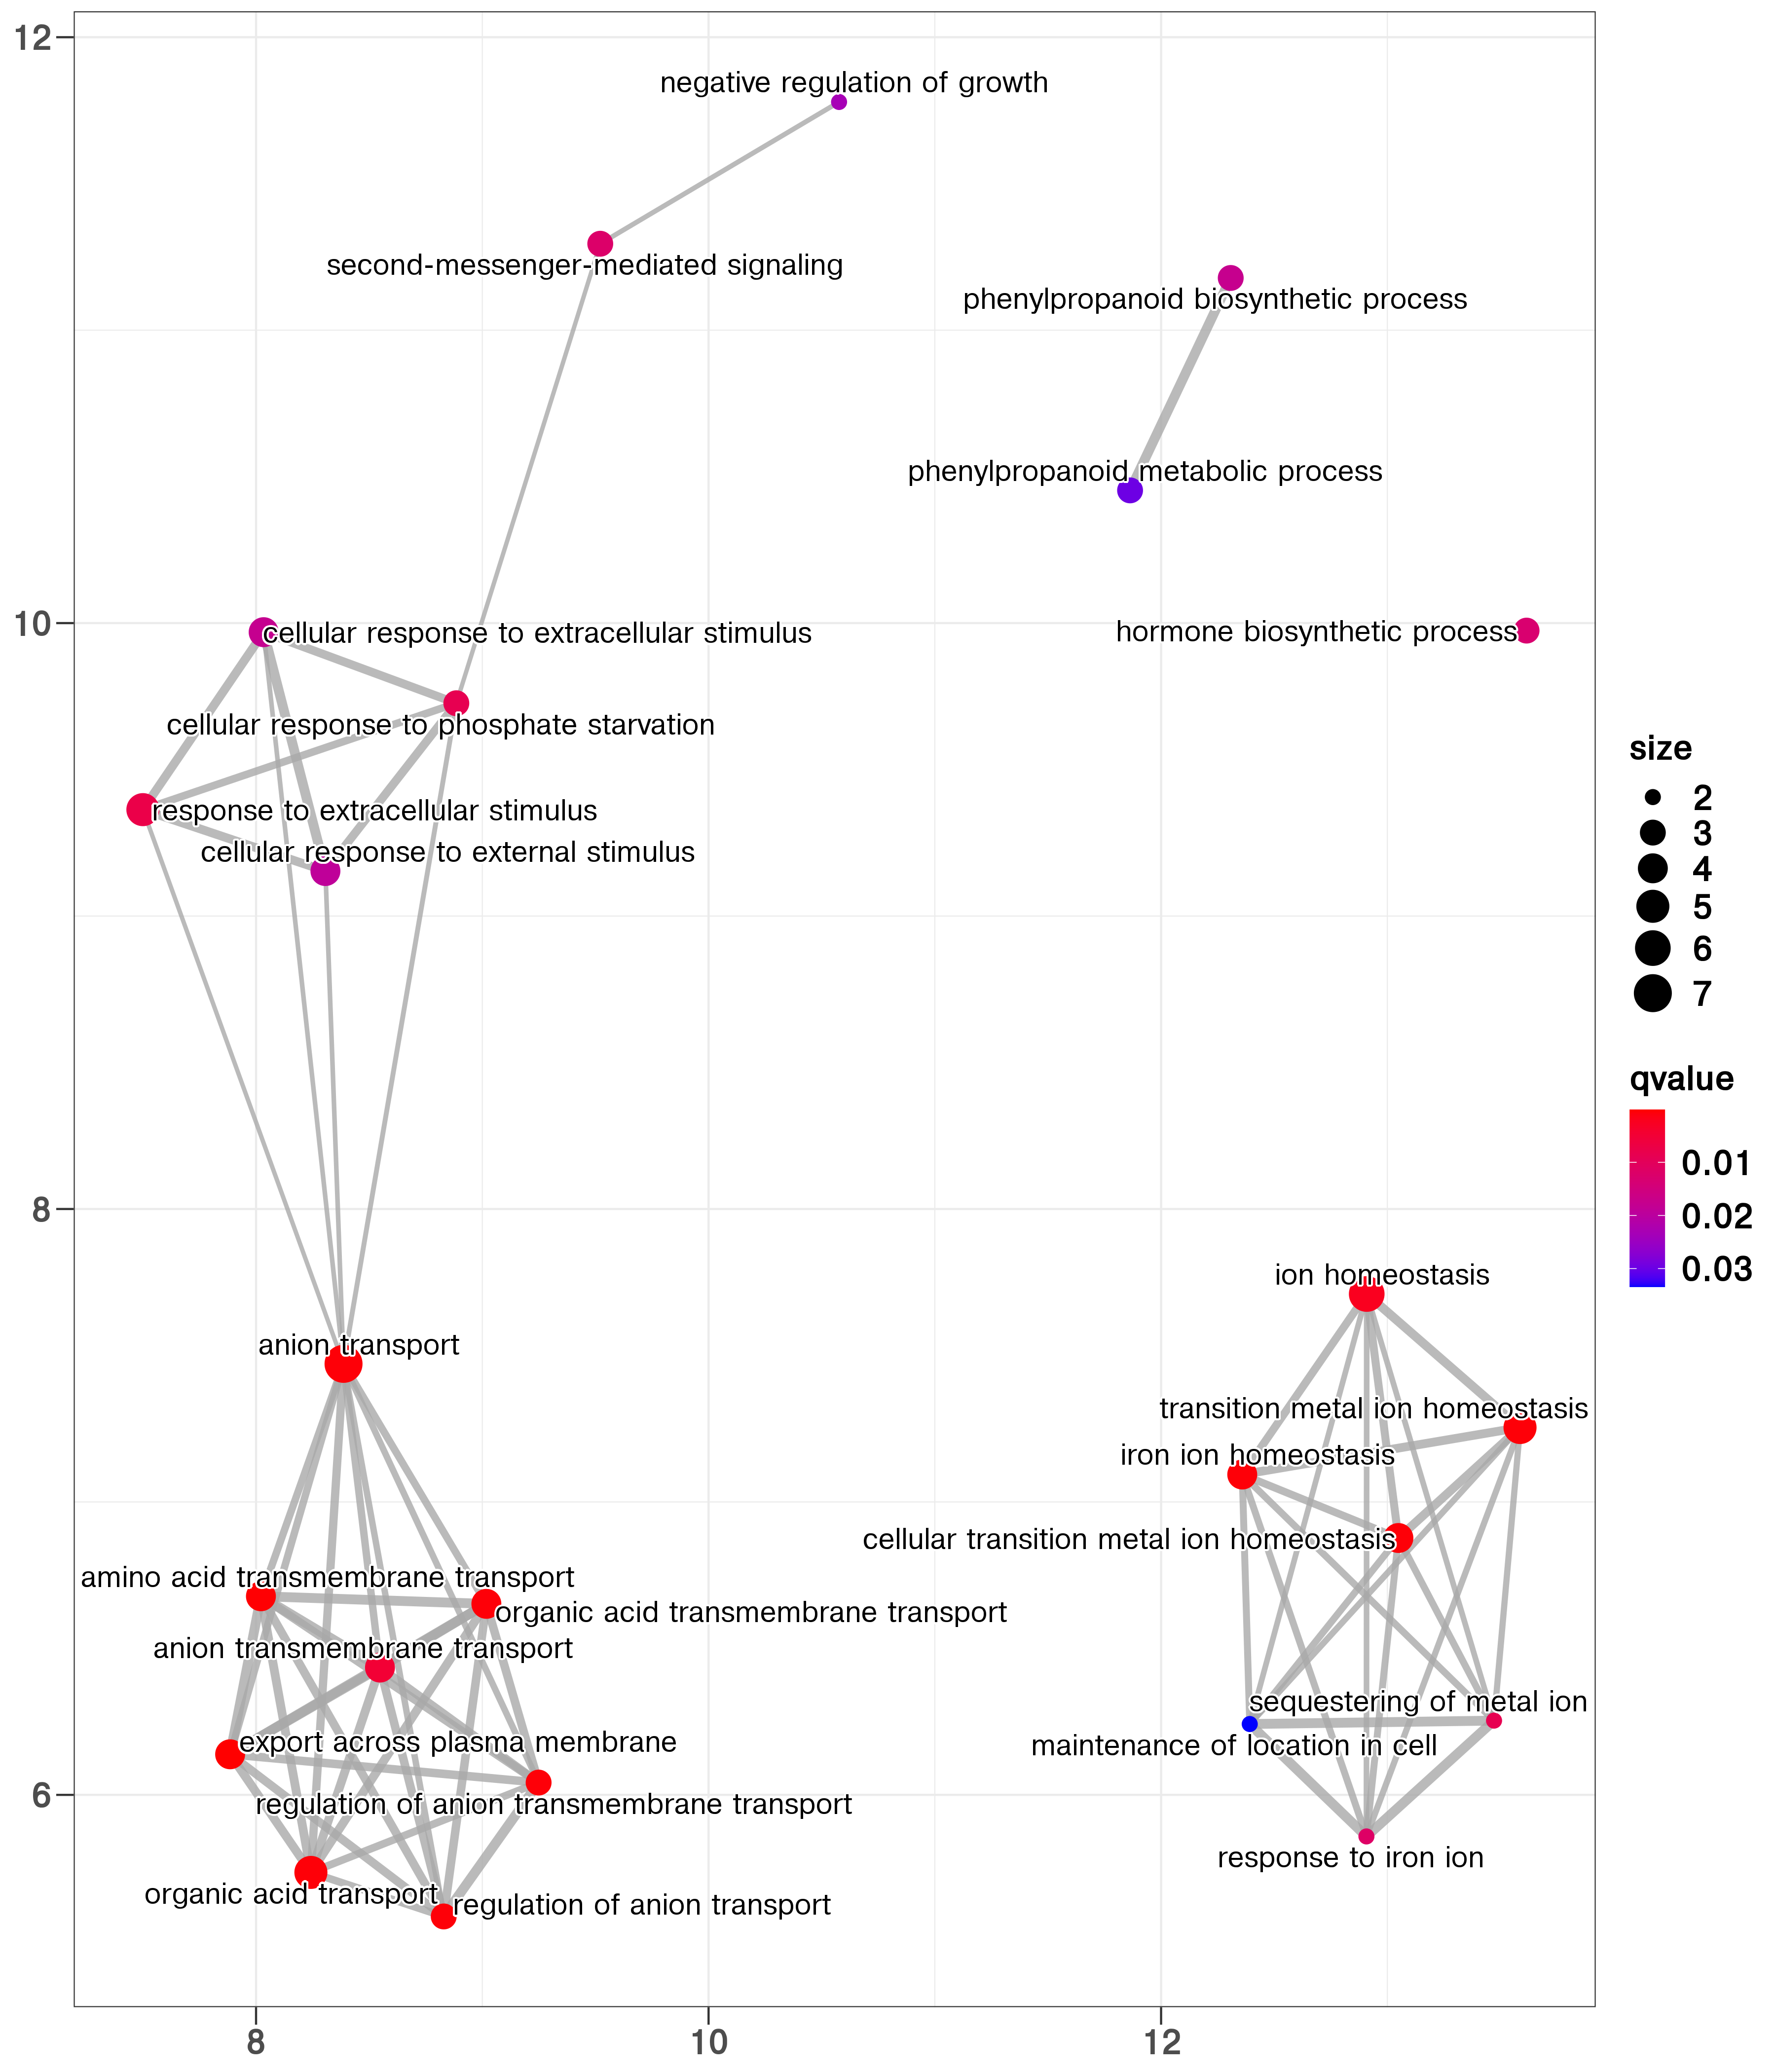 12
negative regulation of growth
second-messenger-mediated signaling
phenylpropanoid biosynthetic process
phenylpropanoid metabolic process
10
cellular response to extracellular stimulus
hormone biosynthetic process
cellular response to phosphate starvation
response to extracellular stimulus
cellular response to external stimulus
size
2
3
4
5
6
7
qvalue
0.01
0.02
0.03
8
ion homeostasis
anion transport
transition metal ion homeostasis
iron ion homeostasis
cellular transition metal ion homeostasis
amino acid transmembrane transport
organic acid transmembrane transport
anion transmembrane transport
sequestering of metal ion
export across plasma membrane
maintenance of location in cell
6
regulation of anion transmembrane transport
response to iron ion
organic acid transport
regulation of anion transport
8
10
12